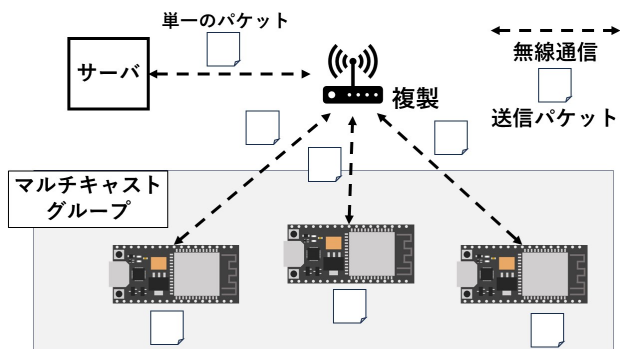 単一のパケット
サーバ
複製
無線通信
送信パケット
マルチキャスト
グループ